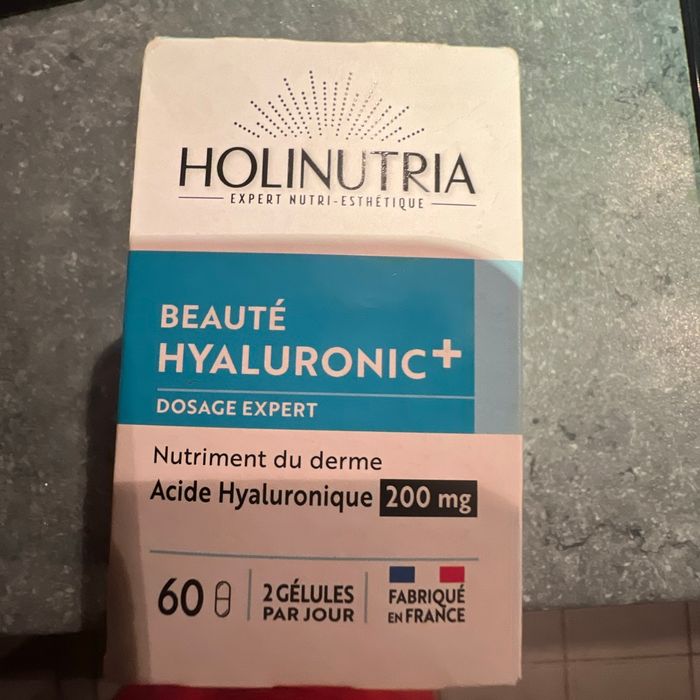 HOLINUTRIA
EXPERT NUTRI-ESTHÉTIQUE
BEAUTÉ
HYALURONIC+
DOSAGE EXPERT
Nutriment du derme
Acide Hyaluronique 200 mg
60
2 GÉLULES
PAR JOUR
FABRIQUÉ
EN FRANCE